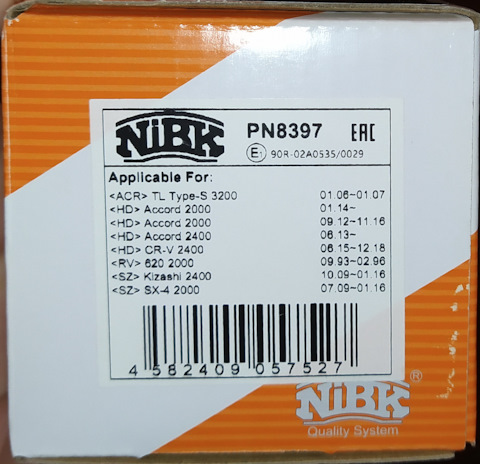 NiBK
PN8397 EAC
E1 90R-02A0535/0029
Applicable For:
<ACR> TL Type-S 3200 01.06~01.07
<HD> Accord 2000 01.14~
<HD> Accord 2000 09.12~11.16
<HD> Accord 2400 06.13~
<HD> CR-V 2400 06.15~12.18
<RV> 620 2000 09.93~02.96
<SZ> Kizashi 2400 10.09~01.16
<SZ> SX-4 2000 07.09~01.16
4 582409 057527
NiBK®
Quality System